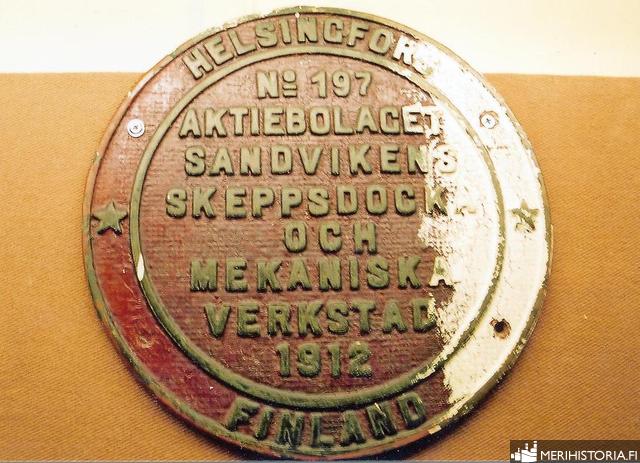 HELSINGFORS
No 197
AKTIEBOLAGET
SANDVIKENS
SKEPPSDOCKA
OCH
MEKANISKA
VERKSTAD
1912
FINLAND
MERIHISTORIA.FI